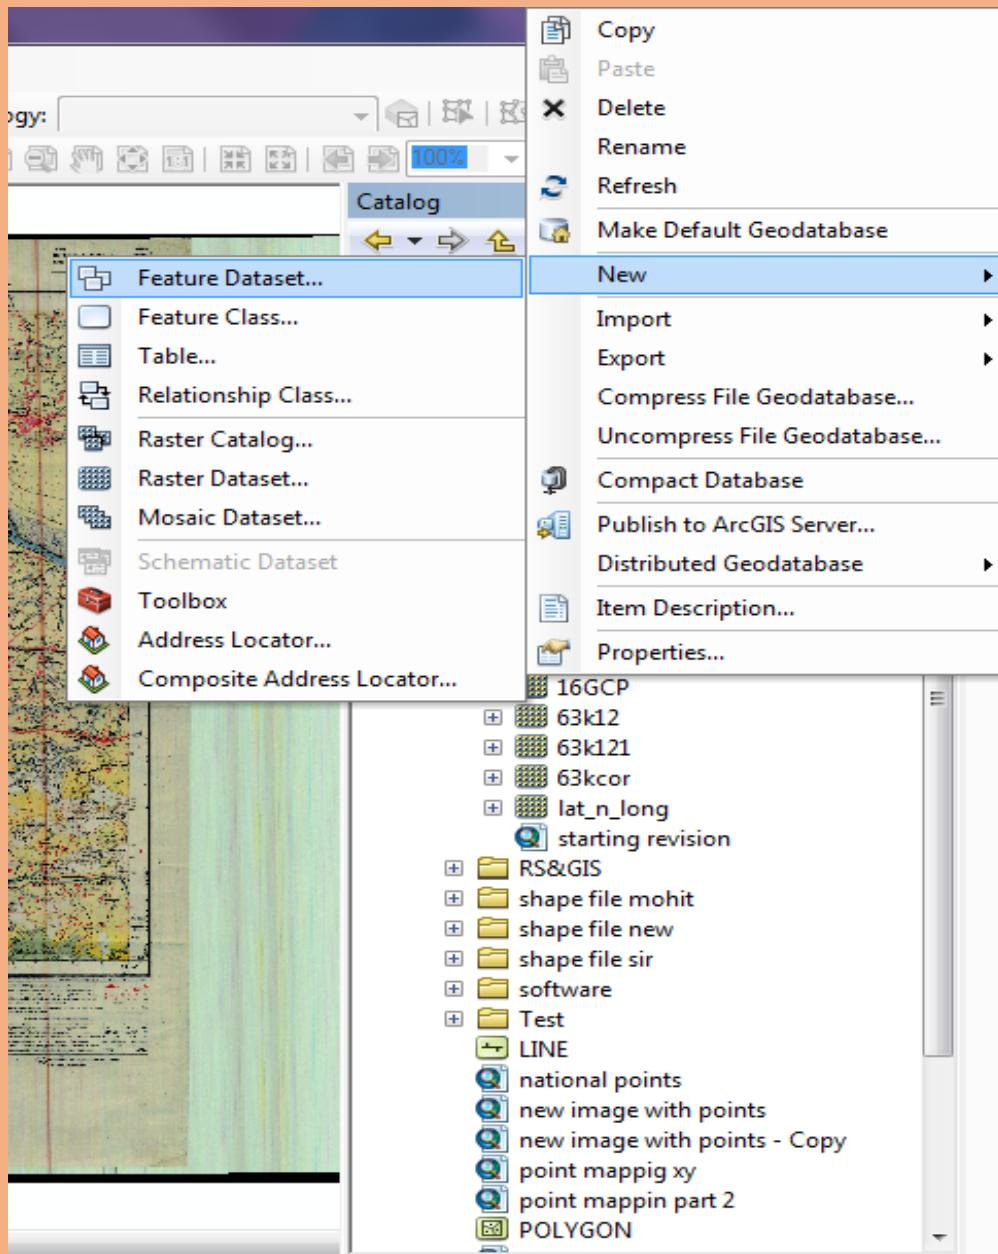 Copy
Paste
Delete
Rename
Refresh
Make Default Geodatabase
New
Import
Export
Compress File Geodatabase...
Uncompress File Geodatabase...
Compact Database
Publish to ArcGIS Server...
Distributed Geodatabase
Item Description...
Properties...
ogy:
1:1
100%
Catalog
Feature Dataset...
Feature Class...
Table...
Relationship Class...
Raster Catalog...
Raster Dataset...
Mosaic Dataset...
Schematic Dataset
Toolbox
Address Locator...
Composite Address Locator...
16GCP
63k12
63k121
63kcor
lat_n_long
starting revision
RS&GIS
shape file mohit
shape file new
shape file sir
software
Test
LINE
national points
new image with points
new image with points - Copy
point mappig xy
point mappin part 2
POLYGON